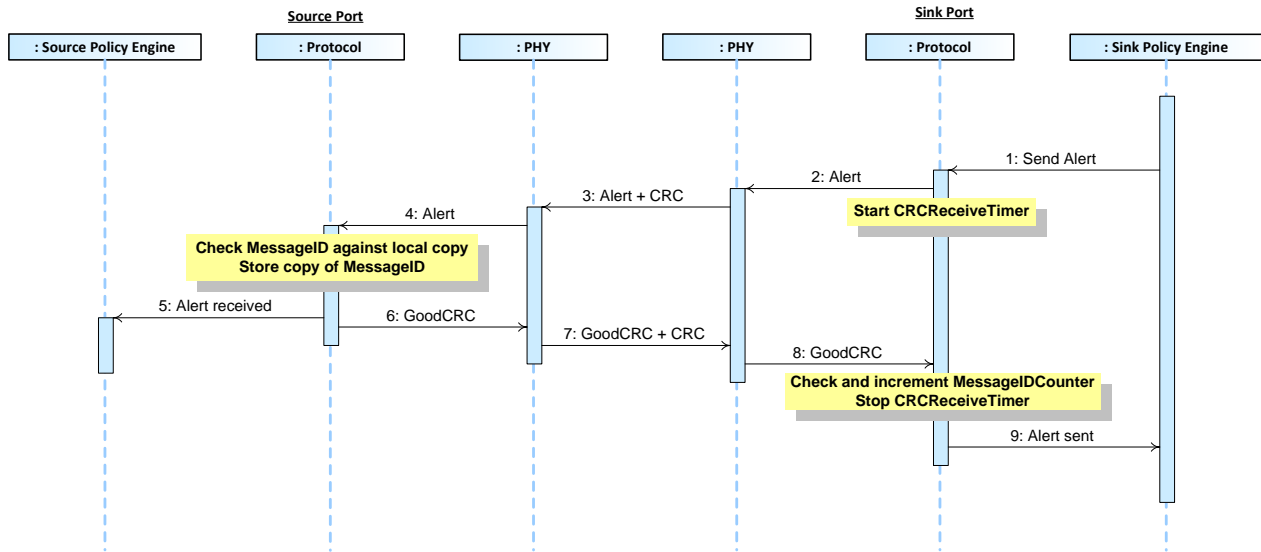 Source Port
Sink Port
: Source Policy Engine
: Protocol
: PHY
: PHY
: Protocol
: Sink Policy Engine
1: Send Alert
2: Alert
3: Alert + CRC
Start CRCReceiveTimer
4: Alert
Check MessageID against local copy
Store copy of MessageID
5: Alert received
6: GoodCRC
7: GoodCRC + CRC
8: GoodCRC
Check and increment MessageIDCounter
Stop CRCReceiveTimer
9: Alert sent